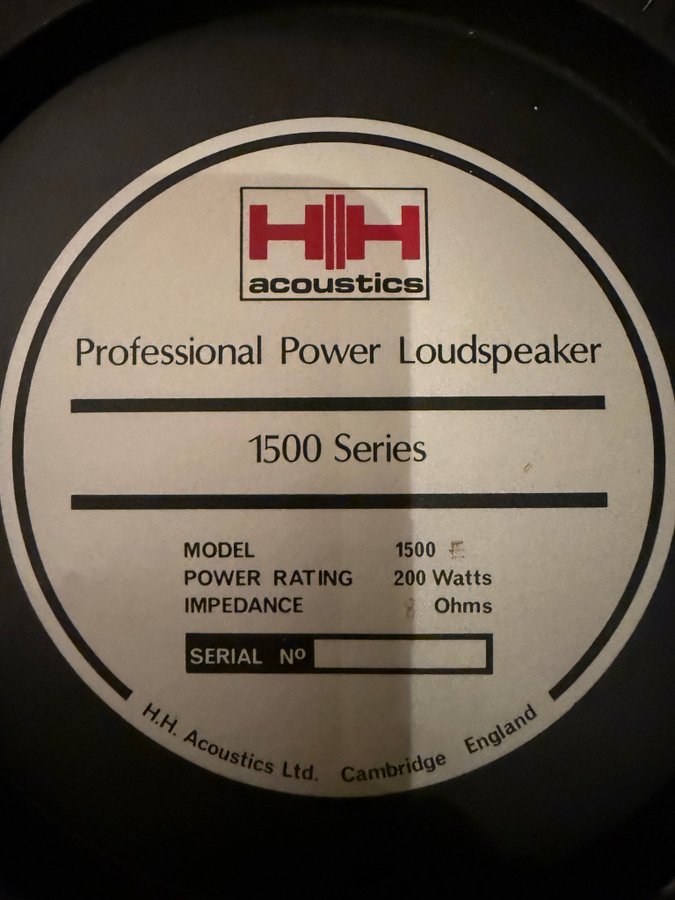 HH
acoustics
Professional Power Loudspeaker
1500 Series
MODEL 1500 E
POWER RATING 200 Watts
IMPEDANCE 8 Ohms
SERIAL Nº
H.H. Acoustics Ltd. Cambridge England